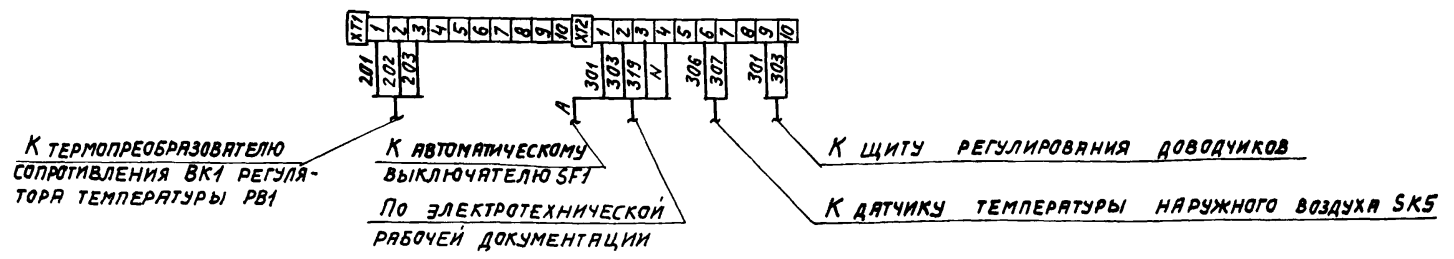 XT1 1 2 3 4 5 6 7 8 9 10 XT2 1 2 3 4 5 6 7 8 9 10
201 202 203 301 303 319 N 306 307 301 303
А
К ТЕРМОПРЕОБРАЗОВАТЕЛЮ
СОПРОТИВЛЕНИЯ ВК1 РЕГУЛЯ-
ТОРА ТЕМПЕРАТУРЫ РВ1
К АВТОМАТИЧЕСКОМУ
ВЫКЛЮЧАТЕЛЮ SF1
ПО ЭЛЕКТРОТЕХНИЧЕСКОЙ
РАБОЧЕЙ ДОКУМЕНТАЦИИ
К ЩИТУ РЕГУЛИРОВАНИЯ ДОВОДЧИКОВ
К ДАТЧИКУ ТЕМПЕРАТУРЫ НАРУЖНОГО ВОЗДУХА SK5